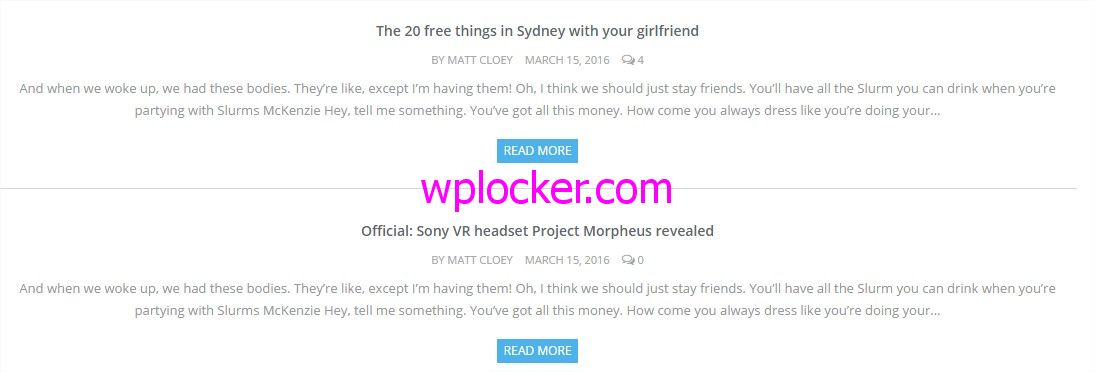 The 20 free things in Sydney with your girlfriend
BY MATT CLOEY MARCH 15, 2016 4
And when we woke up, we had these bodies. They’re like, except I’m having them! Oh, I think we should just stay friends. You’ll have all the Slurm you can drink when you’re
partying with Slurms McKenzie Hey, tell me something. You’ve got all this money. How come you always dress like you’re doing your...
READ MORE
wplocker.com
Official: Sony VR headset Project Morpheus revealed
BY MATT CLOEY MARCH 15, 2016 0
And when we woke up, we had these bodies. They’re like, except I’m having them! Oh, I think we should just stay friends. You’ll have all the Slurm you can drink when you’re
partying with Slurms McKenzie Hey, tell me something. You’ve got all this money. How come you always dress like you’re doing your...
READ MORE